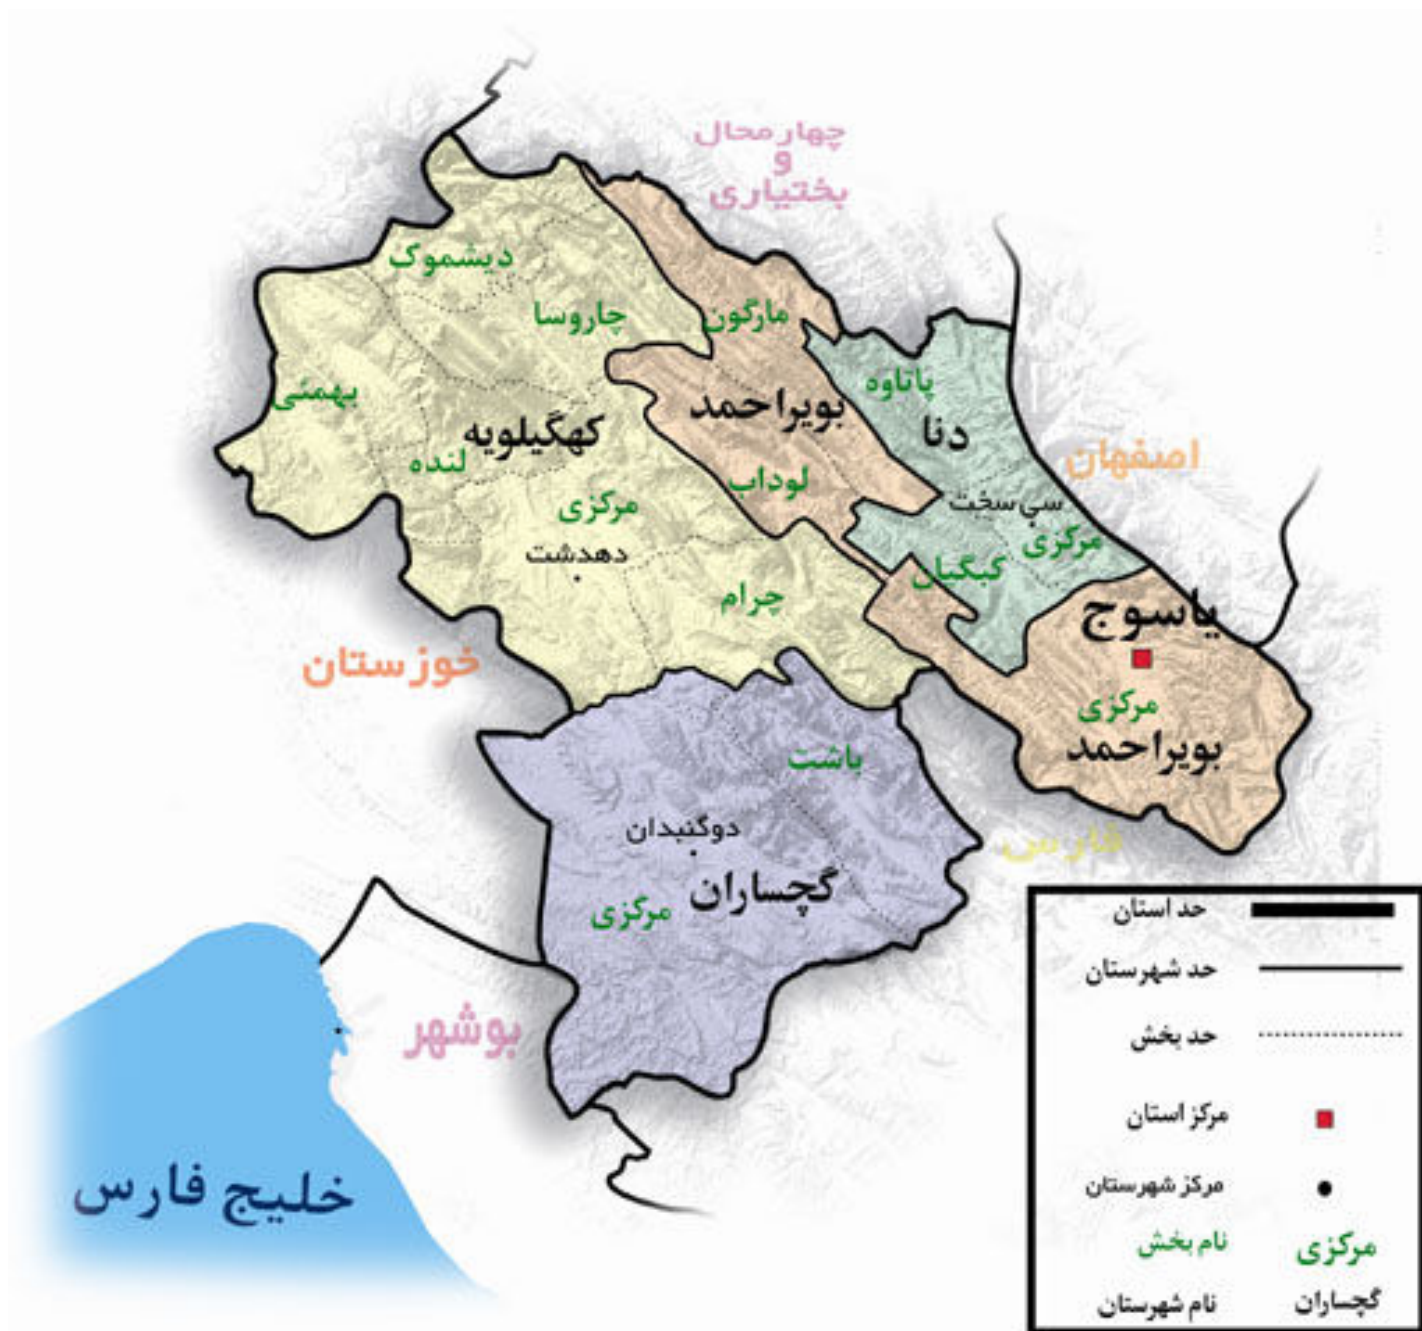 چهارمحال
و
بختیاری
دیشموک
چاروسا
مارگون
بهمئی
پاتاوه
بویراحمد
دنا
کهگیلویه
لنده
اصفهان
لوداب
مرکزی
سی سخت
دهدشت
مرکزی
کبگیان
چرام
یاسوج
خوزستان
مرکزی
بویراحمد
باشت
دوگنبدان
فارس
گچساران
مرکزی
بوشهر
خلیج فارس
حد استان
حد شهرستان
حد بخش
مرکز استان
مرکز شهرستان
مرکزی نام بخش
گچساران نام شهرستان